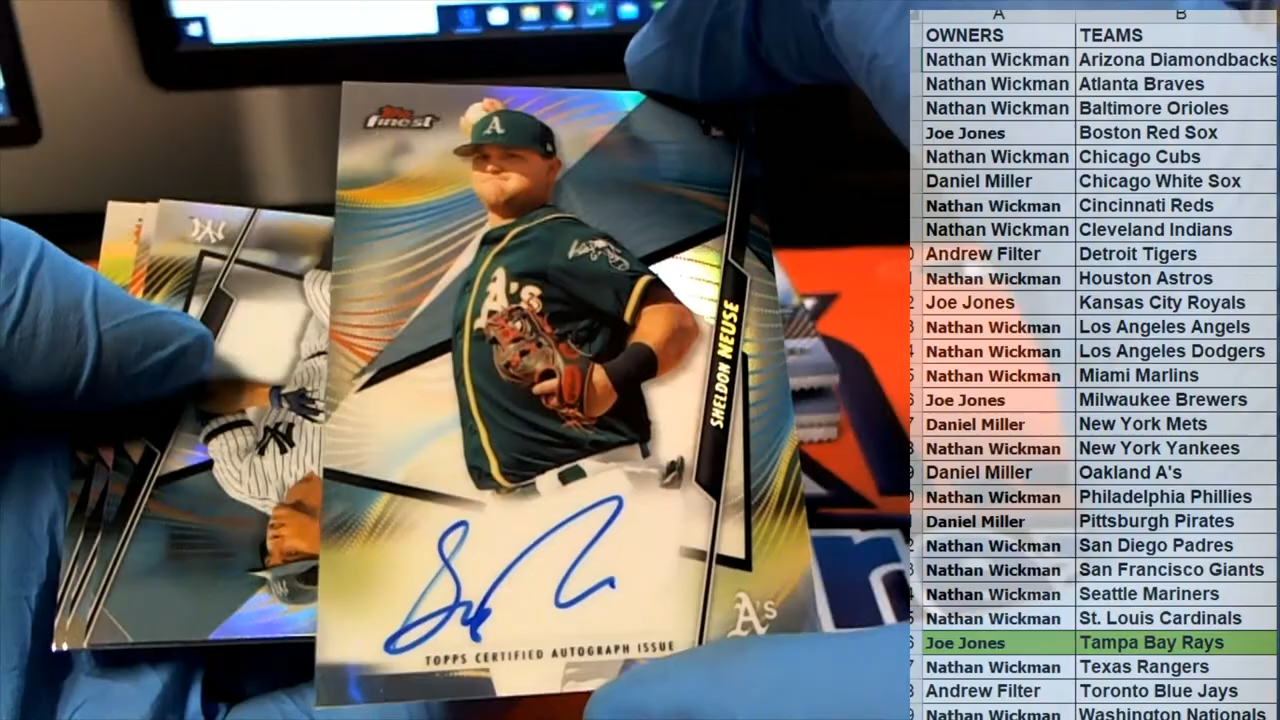 Topps
finest
A
A's
SHELDON NEUSE
A's
TOPPS CERTIFIED AUTOGRAPH ISSUE
NY
NY
A B
OWNERS TEAMS
Nathan Wickman Arizona Diamondbacks
Nathan Wickman Atlanta Braves
Nathan Wickman Baltimore Orioles
Joe Jones Boston Red Sox
Nathan Wickman Chicago Cubs
Daniel Miller Chicago White Sox
Nathan Wickman Cincinnati Reds
Nathan Wickman Cleveland Indians
Andrew Filter Detroit Tigers
Nathan Wickman Houston Astros
Joe Jones Kansas City Royals
Nathan Wickman Los Angeles Angels
Nathan Wickman Los Angeles Dodgers
Nathan Wickman Miami Marlins
Joe Jones Milwaukee Brewers
Daniel Miller New York Mets
Nathan Wickman New York Yankees
Daniel Miller Oakland A's
Nathan Wickman Philadelphia Phillies
Daniel Miller Pittsburgh Pirates
Nathan Wickman San Diego Padres
Nathan Wickman San Francisco Giants
Nathan Wickman Seattle Mariners
Nathan Wickman St. Louis Cardinals
Joe Jones Tampa Bay Rays
Nathan Wickman Texas Rangers
Andrew Filter Toronto Blue Jays
Nathan Wickman Washington Nationals